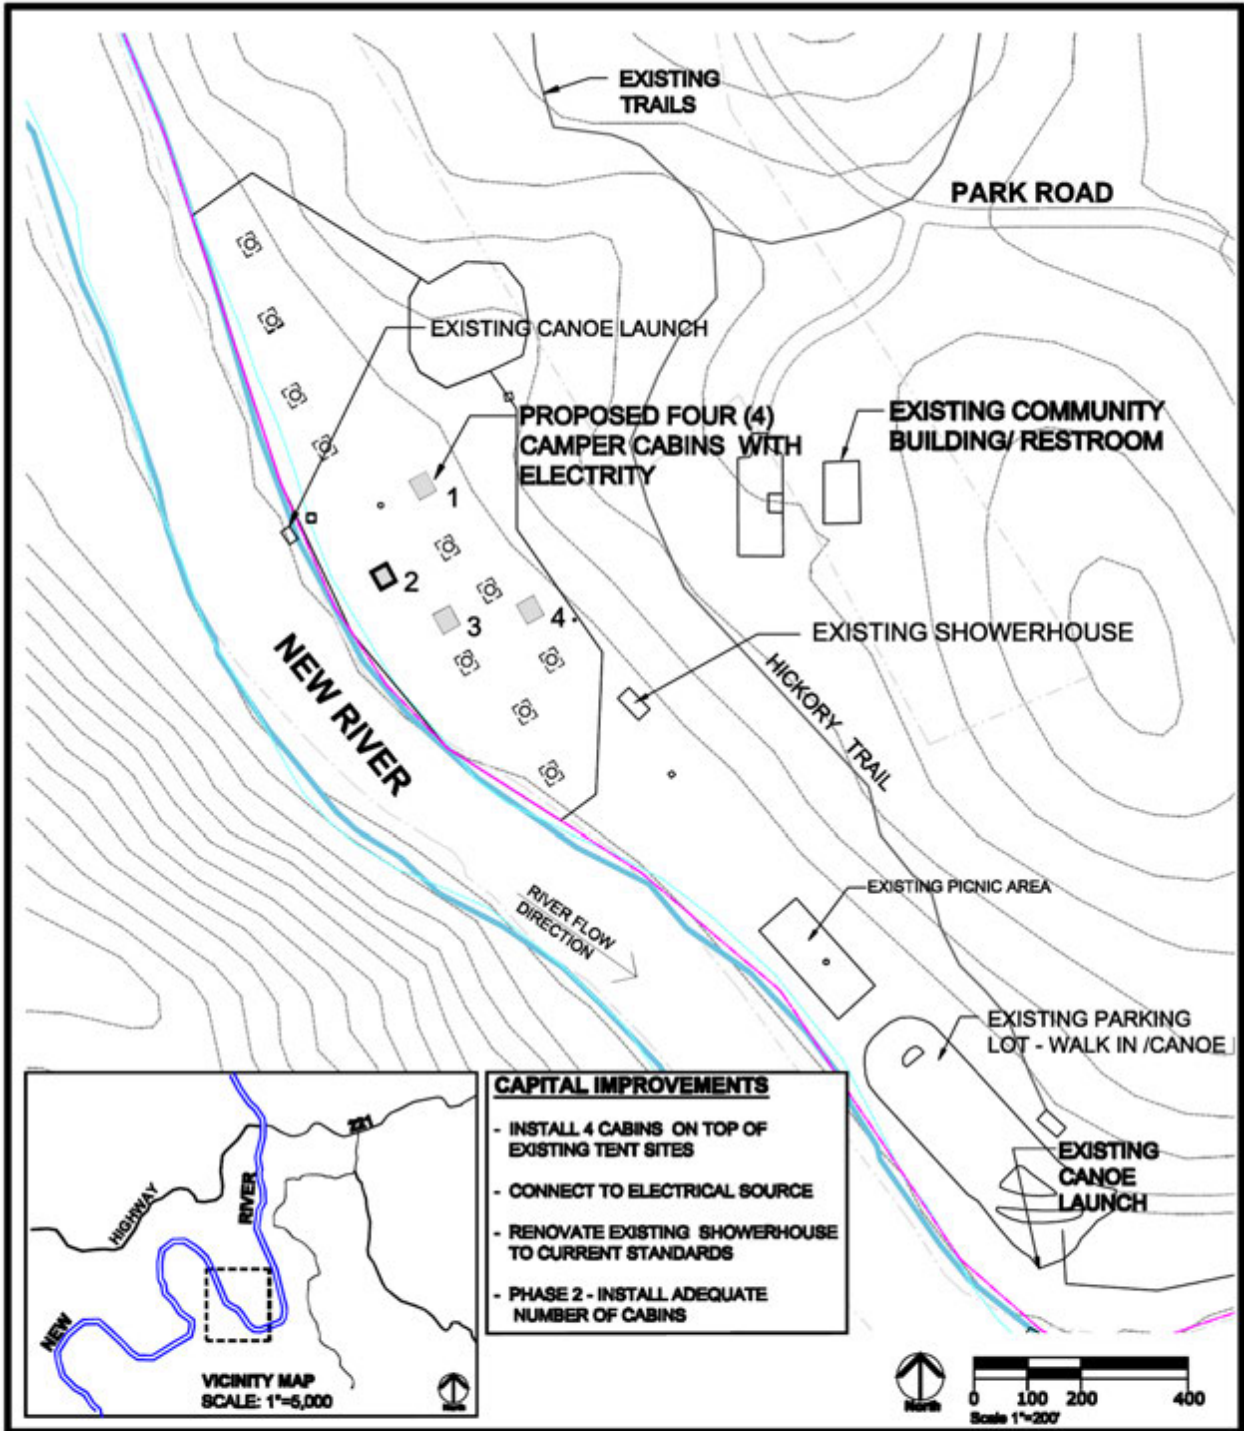 EXISTING
TRAILS
PARK ROAD
EXISTING CANOE LAUNCH
PROPOSED FOUR (4)
CAMPER CABINS WITH
ELECTRITY
EXISTING COMMUNITY
BUILDING/ RESTROOM
1
2
3
4
EXISTING SHOWERHOUSE
NEW RIVER
HICKORY TRAIL
RIVER FLOW
DIRECTION
EXISTING PICNIC AREA
EXISTING PARKING
LOT - WALK IN /CANOE
EXISTING
CANOE
LAUNCH
221
HIGHWAY
RIVER
NEW
VICINITY MAP
SCALE: 1"=5,000
North
CAPITAL IMPROVEMENTS
- INSTALL 4 CABINS ON TOP OF
EXISTING TENT SITES
- CONNECT TO ELECTRICAL SOURCE
- RENOVATE EXISTING SHOWERHOUSE
TO CURRENT STANDARDS
- PHASE 2 - INSTALL ADEQUATE
NUMBER OF CABINS
North
0 100 200 400
Scale 1"=200'